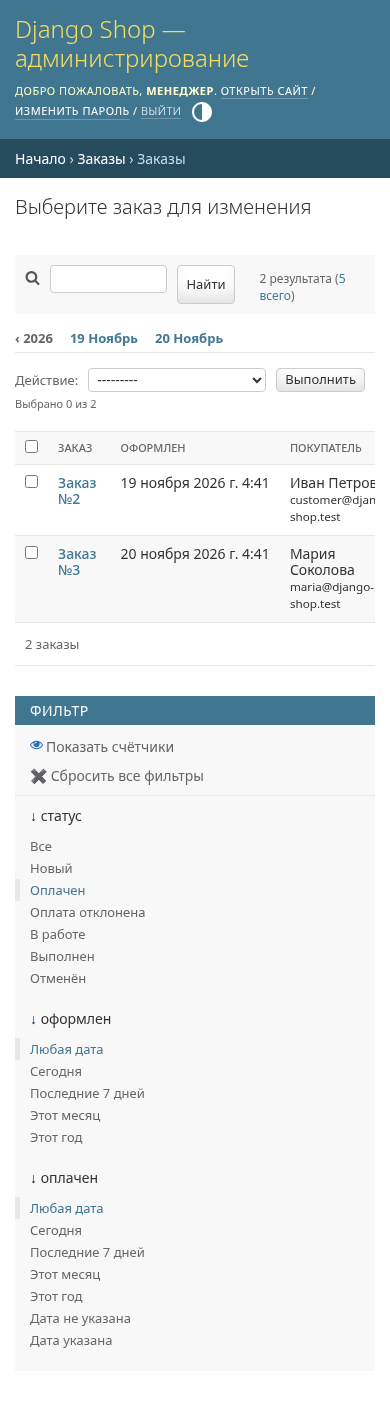 Django Shop —
администрирование
ДОБРО ПОЖАЛОВАТЬ, МЕНЕДЖЕР. ОТКРЫТЬ САЙТ /
ИЗМЕНИТЬ ПАРОЛЬ / ВЫЙТИ
Начало › Заказы › Заказы
Выберите заказ для изменения
Найти
2 результата (5
всего)
‹ 2026 19 Ноябрь 20 Ноябрь
Действие: --------- Выполнить
Выбрано 0 из 2
ЗАКАЗ ОФОРМЛЕН ПОКУПАТЕЛЬ
Заказ
№2
19 ноября 2026 г. 4:41
Иван Петров
customer@djan
shop.test
Заказ
№3
20 ноября 2026 г. 4:41
Мария
Соколова
maria@django-
shop.test
2 заказы
ФИЛЬТР
Показать счётчики
✖ Сбросить все фильтры
↓ статус
Все
Новый
Оплачен
Оплата отклонена
В работе
Выполнен
Отменён
↓ оформлен
Любая дата
Сегодня
Последние 7 дней
Этот месяц
Этот год
↓ оплачен
Любая дата
Сегодня
Последние 7 дней
Этот месяц
Этот год
Дата не указана
Дата указана